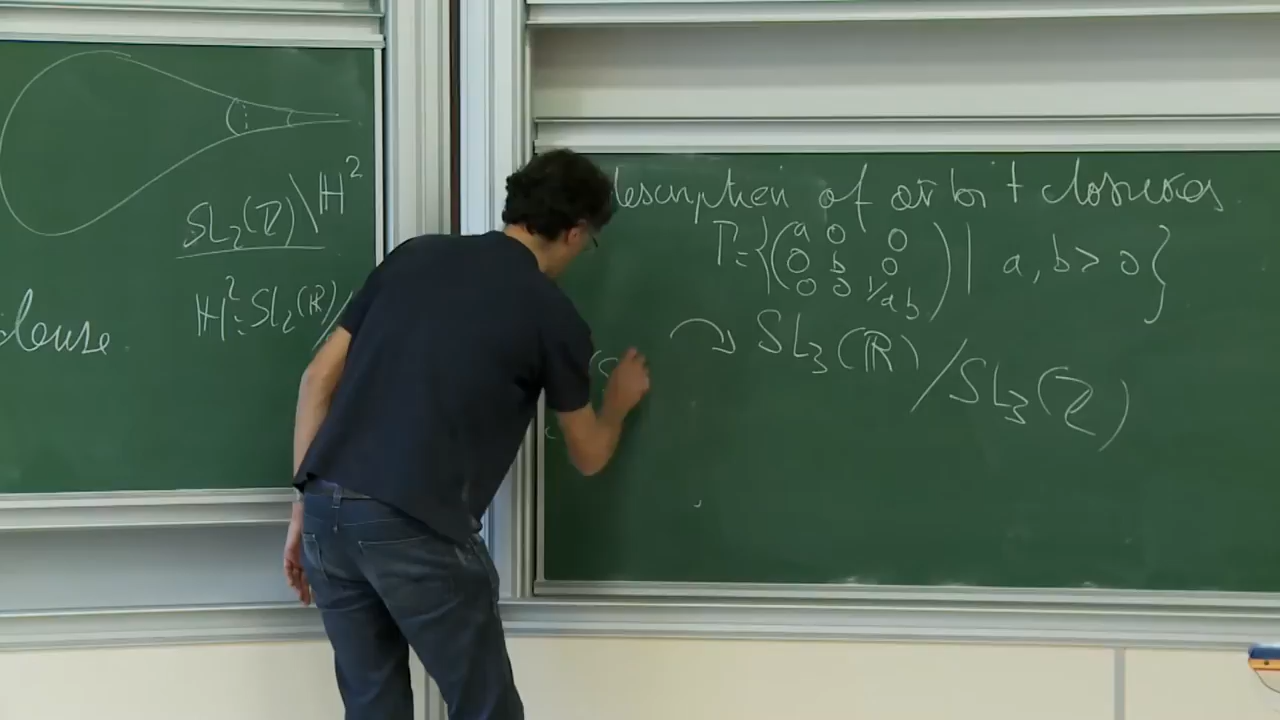 SL₂(ℤ)\H²
H² = SL₂(ℝ)/
dense.
description of orbit closures
Γ = {(a 0 0
0 b 0
0 0 1/ab) | a, b > 0}
↷ SL₃(ℝ)/SL₃(ℤ)